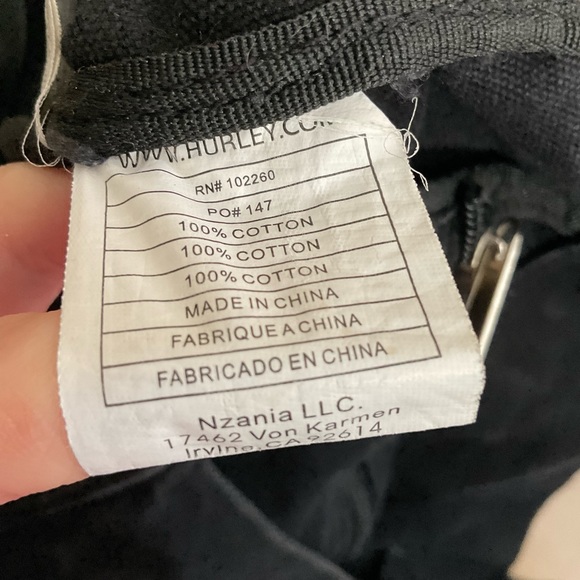 WWW.HURLEY.COM
RN# 102260
PO# 147
100% COTTON
100% COTTON
100% COTTON
MADE IN CHINA
FABRIQUE A CHINA
FABRICADO EN CHINA
Nzania LLC.
17462 Von Karmen
Irvine, CA 92614